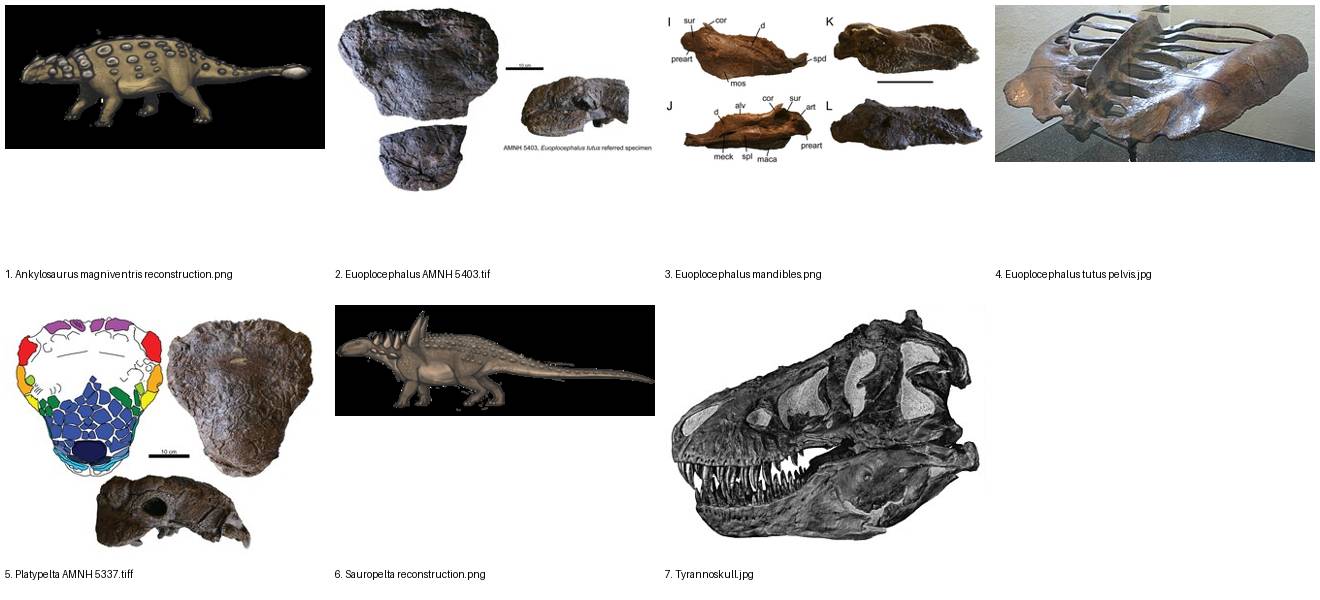 10 cm
AMNH 5403, Euoplocephalus tutus referred specimen
I
sur
cor
d
K
preart
spd
mos
J
alv
cor
sur
art
L
d
preart
meck
spl
maca
1. Ankylosaurus magniventris reconstruction.png
2. Euoplocephalus AMNH 5403.tif
3. Euoplocephalus mandibles.png
4. Euoplocephalus tutus pelvis.jpg
10 cm
5. Platypelta AMNH 5337.tiff
6. Sauropelta reconstruction.png
7. Tyrannoskull.jpg